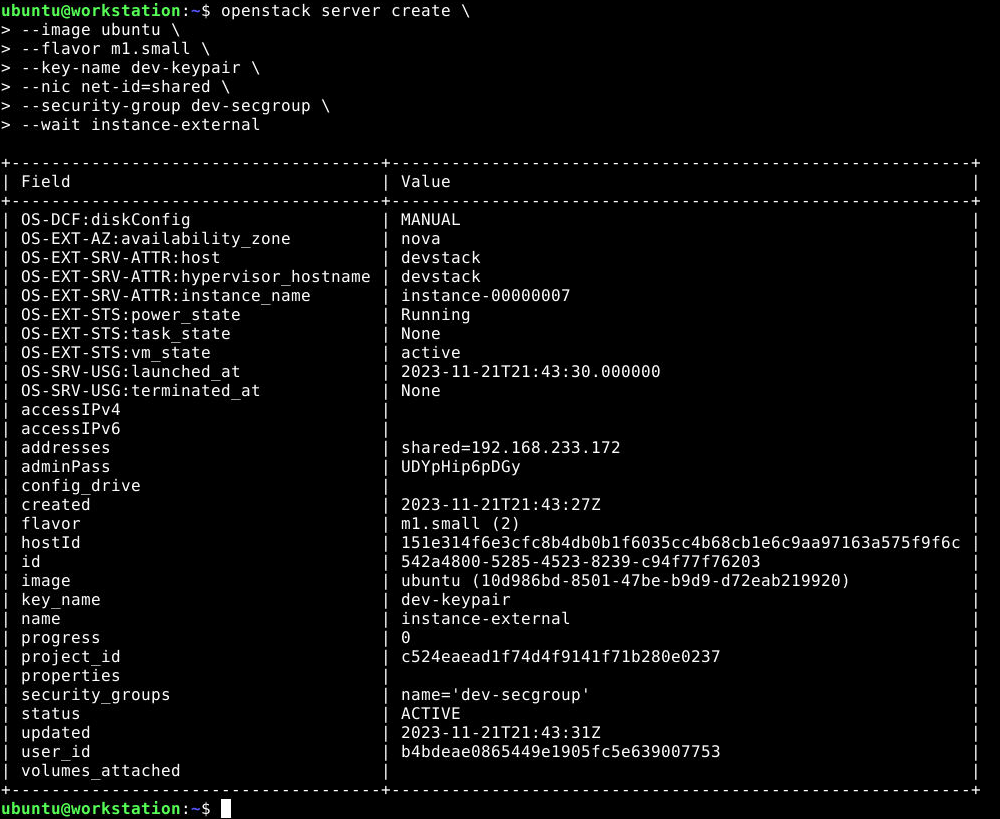 ubuntu@workstation:~$ openstack server create \
> --image ubuntu \
> --flavor m1.small \
> --key-name dev-keypair \
> --nic net-id=shared \
> --security-group dev-secgroup \
> --wait instance-external
+-------------------------------------+----------------------------------------------------------+
| Field                               | Value                                                    |
+-------------------------------------+----------------------------------------------------------+
| OS-DCF:diskConfig                   | MANUAL                                                   |
| OS-EXT-AZ:availability_zone         | nova                                                     |
| OS-EXT-SRV-ATTR:host                | devstack                                                 |
| OS-EXT-SRV-ATTR:hypervisor_hostname | devstack                                                 |
| OS-EXT-SRV-ATTR:instance_name       | instance-00000007                                        |
| OS-EXT-STS:power_state              | Running                                                  |
| OS-EXT-STS:task_state               | None                                                     |
| OS-EXT-STS:vm_state                 | active                                                   |
| OS-SRV-USG:launched_at              | 2023-11-21T21:43:30.000000                               |
| OS-SRV-USG:terminated_at            | None                                                     |
| accessIPv4                          |                                                          |
| accessIPv6                          |                                                          |
| addresses                           | shared=192.168.233.172                                   |
| adminPass                           | UDYpHip6pDGy                                             |
| config_drive                        |                                                          |
| created                             | 2023-11-21T21:43:27Z                                     |
| flavor                              | m1.small (2)                                             |
| hostId                              | 151e314f6e3cfc8b4db0b1f6035cc4b68cb1e6c9aa97163a575f9f6c |
| id                                  | 542a4800-5285-4523-8239-c94f77f76203                     |
| image                               | ubuntu (10d986bd-8501-47be-b9d9-d72eab219920)            |
| key_name                            | dev-keypair                                              |
| name                                | instance-external                                        |
| progress                            | 0                                                        |
| project_id                          | c524eaead1f74d4f9141f71b280e0237                         |
| properties                          |                                                          |
| security_groups                     | name='dev-secgroup'                                      |
| status                              | ACTIVE                                                   |
| updated                             | 2023-11-21T21:43:31Z                                     |
| user_id                             | b4bdeae0865449e1905fc5e639007753                         |
| volumes_attached                    |                                                          |
+-------------------------------------+----------------------------------------------------------+
ubuntu@workstation:~$